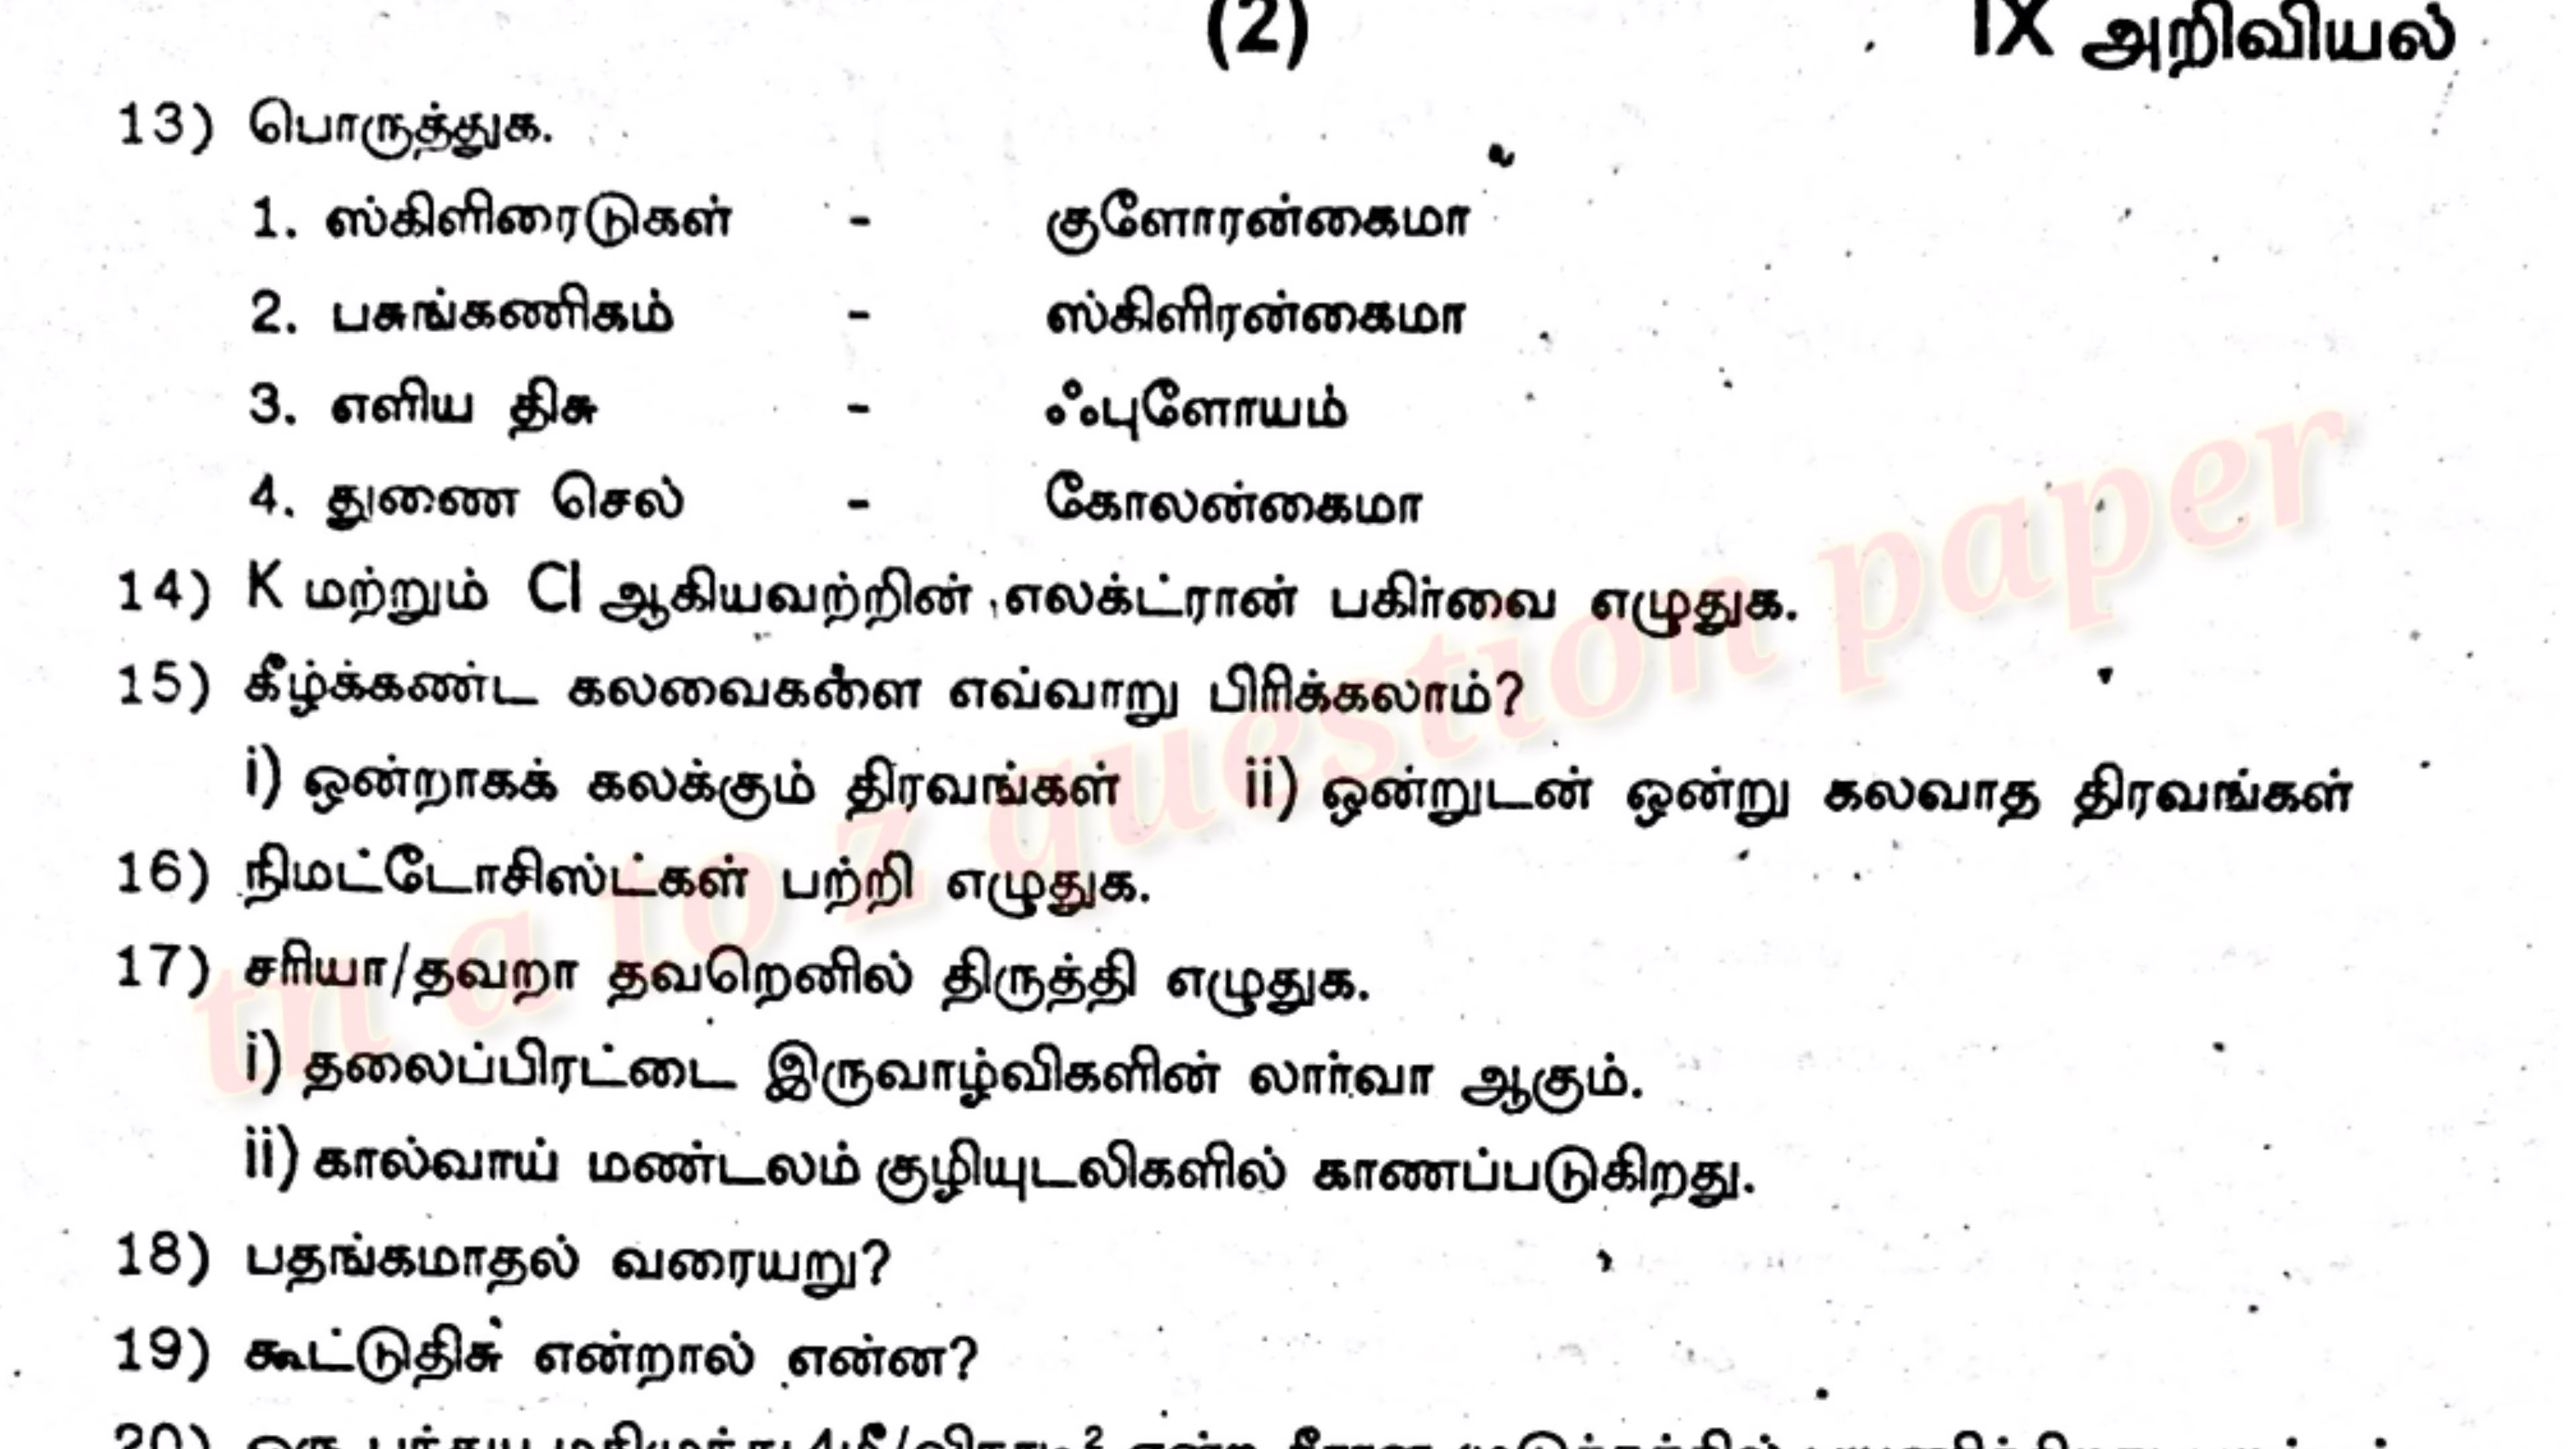 (2)
IX அறிவியல்
13) பொருத்துக.
1. ஸ்கிளிரைடுகள் - குளோரன்கைமா
2. பசுங்கணிகம் - ஸ்கிளிரன்கைமா
3. எளிய திசு - ஃபுளோயம்
4. துணை செல் - கோலன்கைமா
14) K மற்றும் Cl ஆகியவற்றின் எலக்ட்ரான் பகிர்வை எழுதுக.
15) கீழ்க்கண்ட கலவைகளை எவ்வாறு பிரிக்கலாம்?
i) ஒன்றாகக் கலக்கும் திரவங்கள் ii) ஒன்றுடன் ஒன்று கலவாத திரவங்கள்
16) நிமட்டோசிஸ்ட்கள் பற்றி எழுதுக.
17) சரியா/தவறா தவறெனில் திருத்தி எழுதுக.
i) தலைப்பிரட்டை இருவாழ்விகளின் லார்வா ஆகும்.
ii) கால்வாய் மண்டலம் குழியுடலிகளில் காணப்படுகிறது.
18) பதங்கமாதல் வரையறு?
19) கூட்டுதிசு என்றால் என்ன?
20) ஒரு
tn a to z question paper